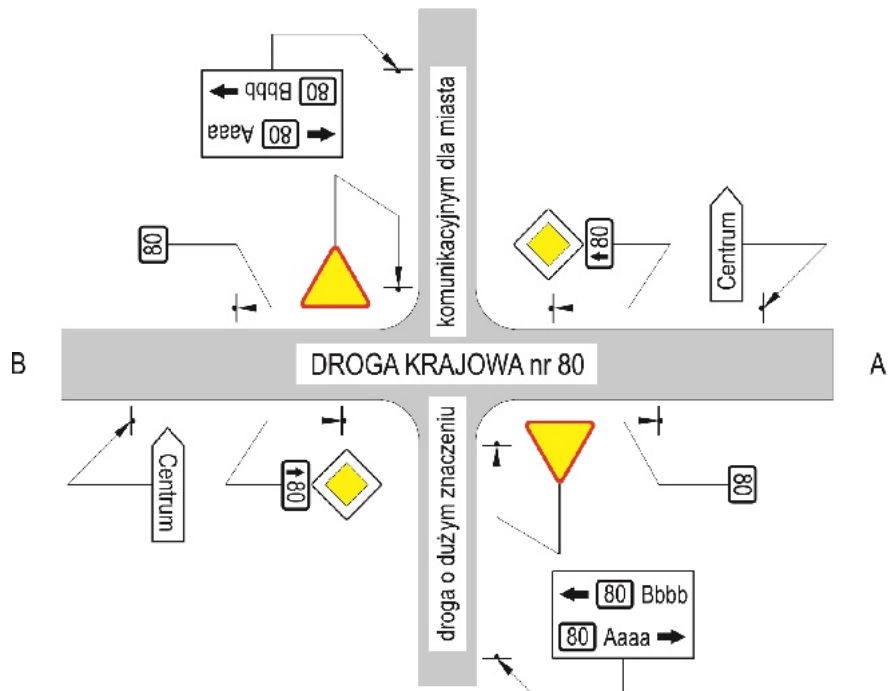 80 Bbbb
Aaaa 80
komunikacyjnym dla miasta
80
80
Centrum
B
DROGA KRAJOWA nr 80
A
Centrum
80
droga o dużym znaczeniu
80
80 Bbbb
80 Aaaa